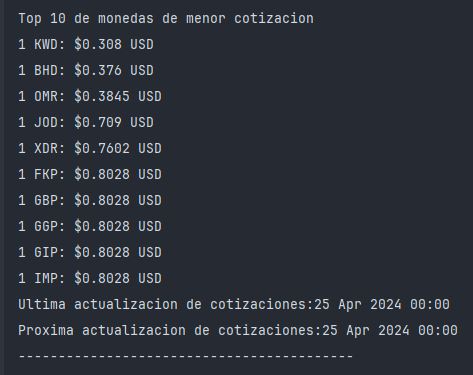 Top 10 de monedas de menor cotizacion
1 KWD: $0.308 USD
1 BHD: $0.376 USD
1 OMR: $0.3845 USD
1 JOD: $0.709 USD
1 XDR: $0.7602 USD
1 FKP: $0.8028 USD
1 GBP: $0.8028 USD
1 GGP: $0.8028 USD
1 GIP: $0.8028 USD
1 IMP: $0.8028 USD
Ultima actualizacion de cotizaciones:25 Apr 2024 00:00
Proxima actualizacion de cotizaciones:25 Apr 2024 00:00
------------------------------------------